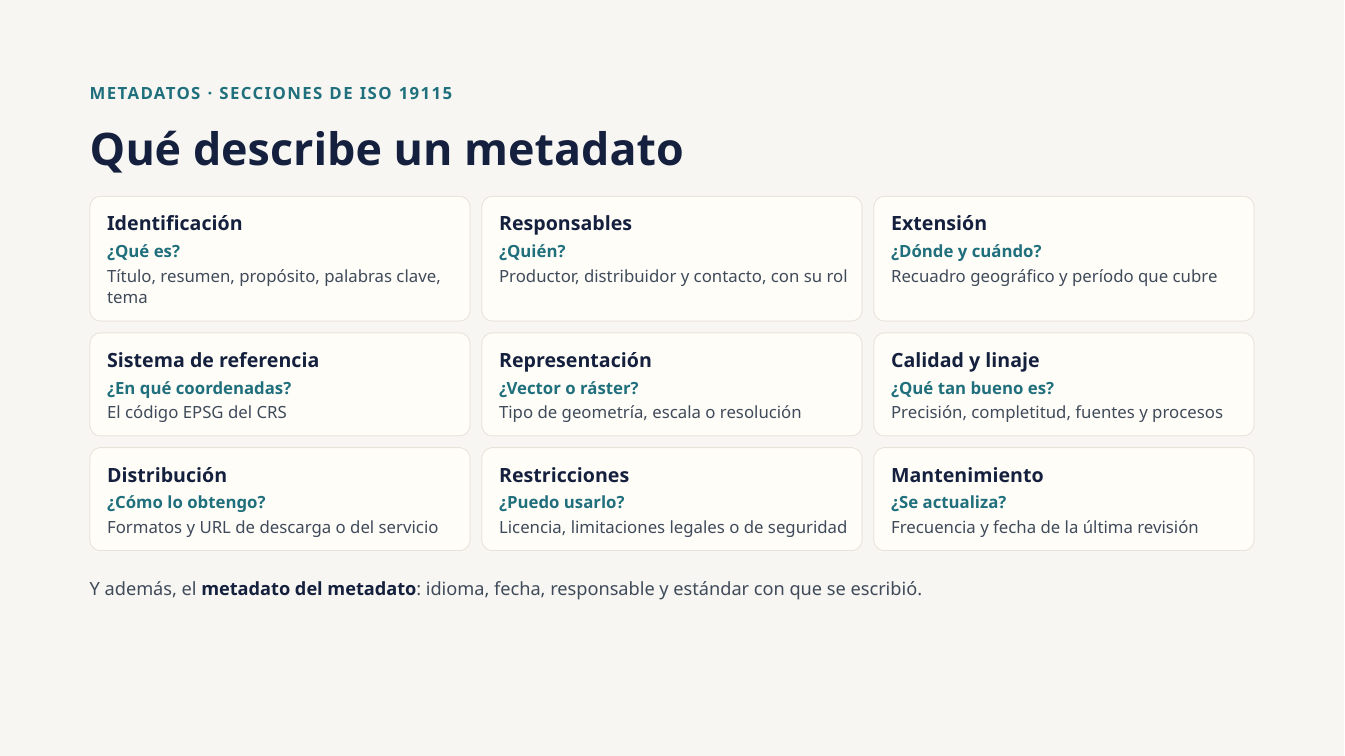 METADATOS · SECCIONES DE ISO 19115
Qué describe un metadato
Identificación
¿Qué es?
Título, resumen, propósito, palabras clave,
tema
Responsables
¿Quién?
Productor, distribuidor y contacto, con su rol
Extensión
¿Dónde y cuándo?
Recuadro geográfico y período que cubre
Sistema de referencia
¿En qué coordenadas?
El código EPSG del CRS
Representación
¿Vector o ráster?
Tipo de geometría, escala o resolución
Calidad y linaje
¿Qué tan bueno es?
Precisión, completitud, fuentes y procesos
Distribución
¿Cómo lo obtengo?
Formatos y URL de descarga o del servicio
Restricciones
¿Puedo usarlo?
Licencia, limitaciones legales o de seguridad
Mantenimiento
¿Se actualiza?
Frecuencia y fecha de la última revisión
Y además, el metadato del metadato: idioma, fecha, responsable y estándar con que se escribió.